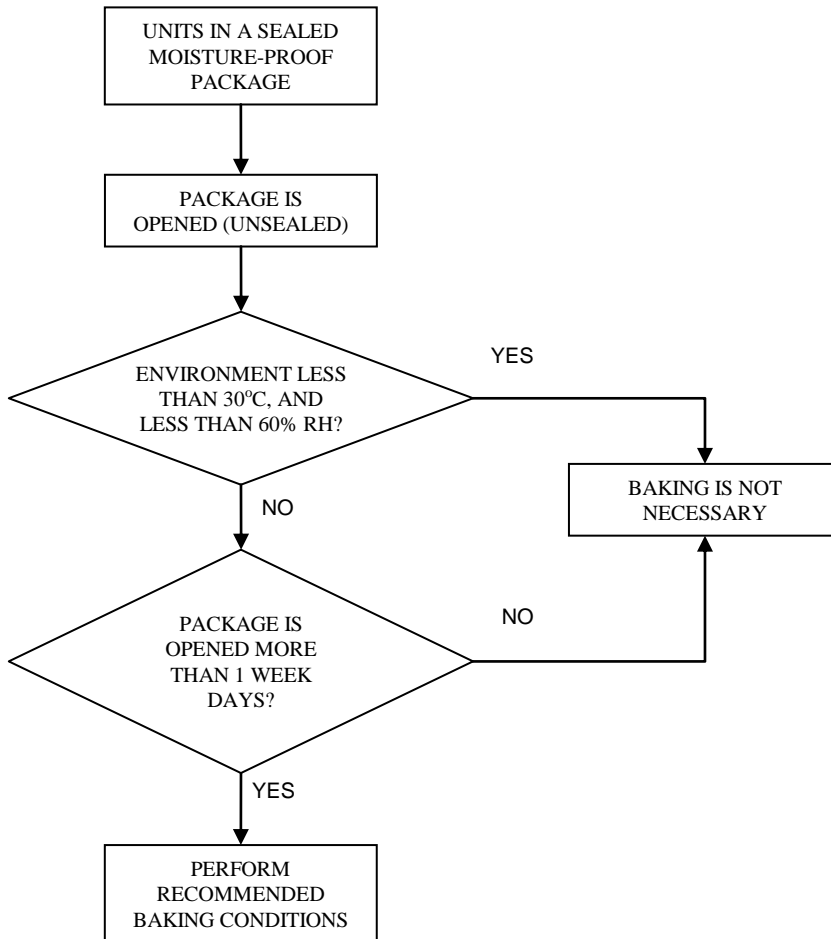 UNITS IN A SEALED
MOISTURE-PROOF
PACKAGE
PACKAGE IS
OPENED (UNSEALED)
ENVIRONMENT LESS
THAN 30°C, AND
LESS THAN 60% RH?
YES
BAKING IS NOT
NECESSARY
NO
PACKAGE IS
OPENED MORE
THAN 1 WEEK
DAYS?
NO
YES
PERFORM
RECOMMENDED
BAKING CONDITIONS